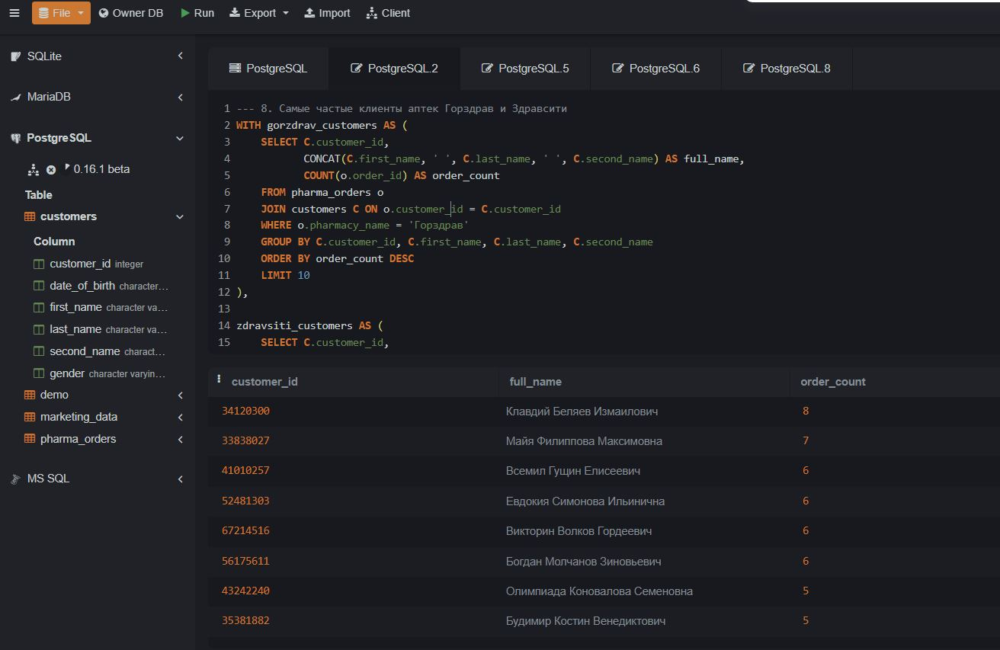 File Owner DB Run Export Import Client
SQLite
MariaDB
PostgreSQL
0.16.1 beta
Table
customers
Column
customer_id integer
date_of_birth character...
first_name character va...
last_name character va...
second_name charact...
gender character varyin...
demo
marketing_data
pharma_orders
MS SQL
PostgreSQL PostgreSQL.2 PostgreSQL.5 PostgreSQL.6 PostgreSQL.8
1 --- 8. Самые частые клиенты аптек Горздрав и Здравсити
2 WITH gorzdrav_customers AS (
3 SELECT C.customer_id,
4 CONCAT(C.first_name, ' ', C.last_name, ' ', C.second_name) AS full_name,
5 COUNT(o.order_id) AS order_count
6 FROM pharma_orders o
7 JOIN customers C ON o.customer_id = C.customer_id
8 WHERE o.pharmacy_name = 'Горздрав'
9 GROUP BY C.customer_id, C.first_name, C.last_name, C.second_name
10 ORDER BY order_count DESC
11 LIMIT 10
12 ),
13
14 zdravsiti_customers AS (
15 SELECT C.customer_id,
customer_id full_name order_count
34120300 Клавдий Беляев Измаилович 8
33838027 Майя Филиппова Максимовна 7
41010257 Всемил Гущин Елисеевич 6
52481303 Евдокия Симонова Ильинична 6
67214516 Викторин Волков Гордеевич 6
56175611 Богдан Молчанов Зиновьевич 6
43242240 Олимпиада Коновалова Семеновна 5
35381882 Будимир Костин Венедиктович 5